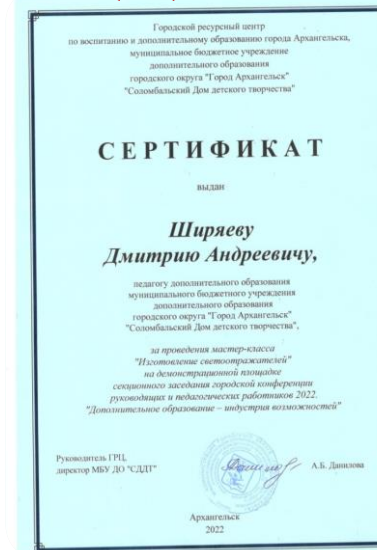 Городской ресурсный центр
по воспитанию и дополнительному образованию города Архангельска,
муниципальное бюджетное учреждение
дополнительного образования
городского округа "Город Архангельск"
"Соломбальский Дом детского творчества"
СЕРТИФИКАТ
выдан
Ширяеву
Дмитрию Андреевичу,
педагогу дополнительного образования
муниципального бюджетного учреждения
дополнительного образования
городского округа "Город Архангельск"
"Соломбальский Дом детского творчества",
за проведения мастер-класса
"Изготовление светоотражателей"
на демонстрационной площадке
секционного заседания городской конференции
руководящих и педагогических работников 2022.
"Дополнительное образование – индустрия возможностей"
Руководитель ГРЦ,
директор МБУ ДО "СДДТ"
А.Б. Данилова
Архангельск
2022